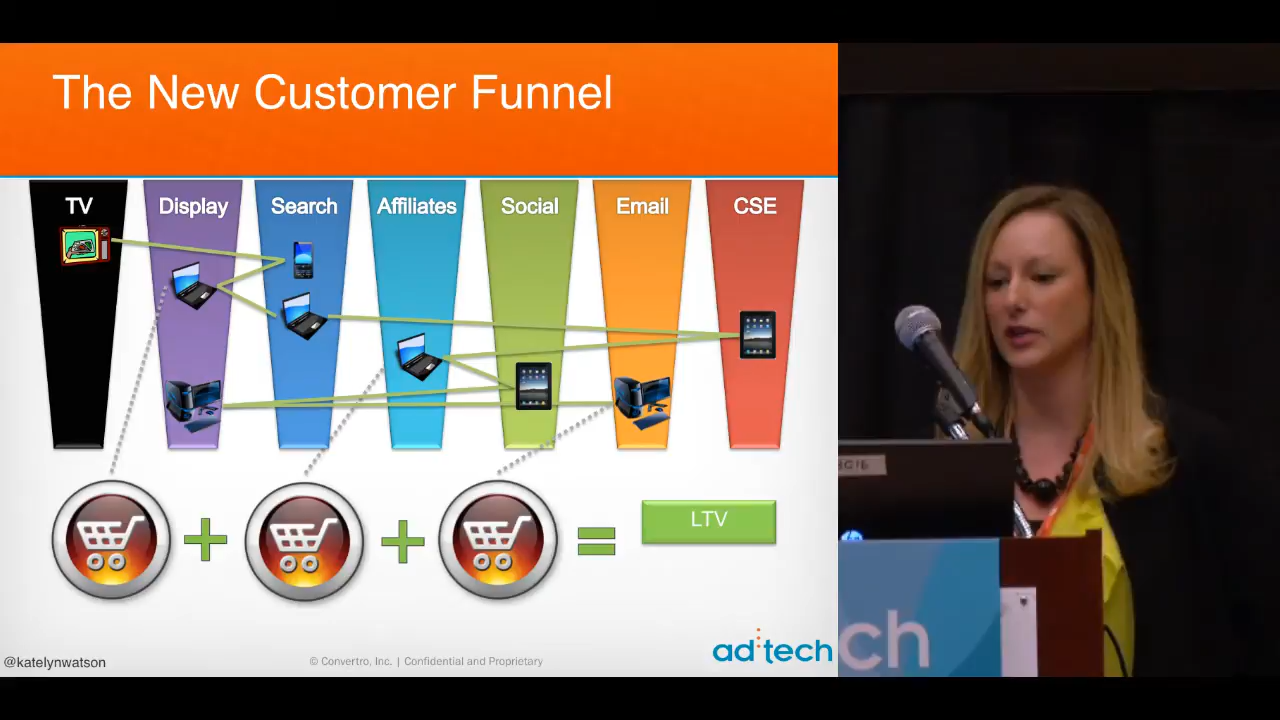 The New Customer Funnel
TV
Display
Search
Affiliates
Social
Email
CSE
LTV
@katelynwatson
© Convertro, Inc. | Confidential and Proprietary
ad:tech
ch